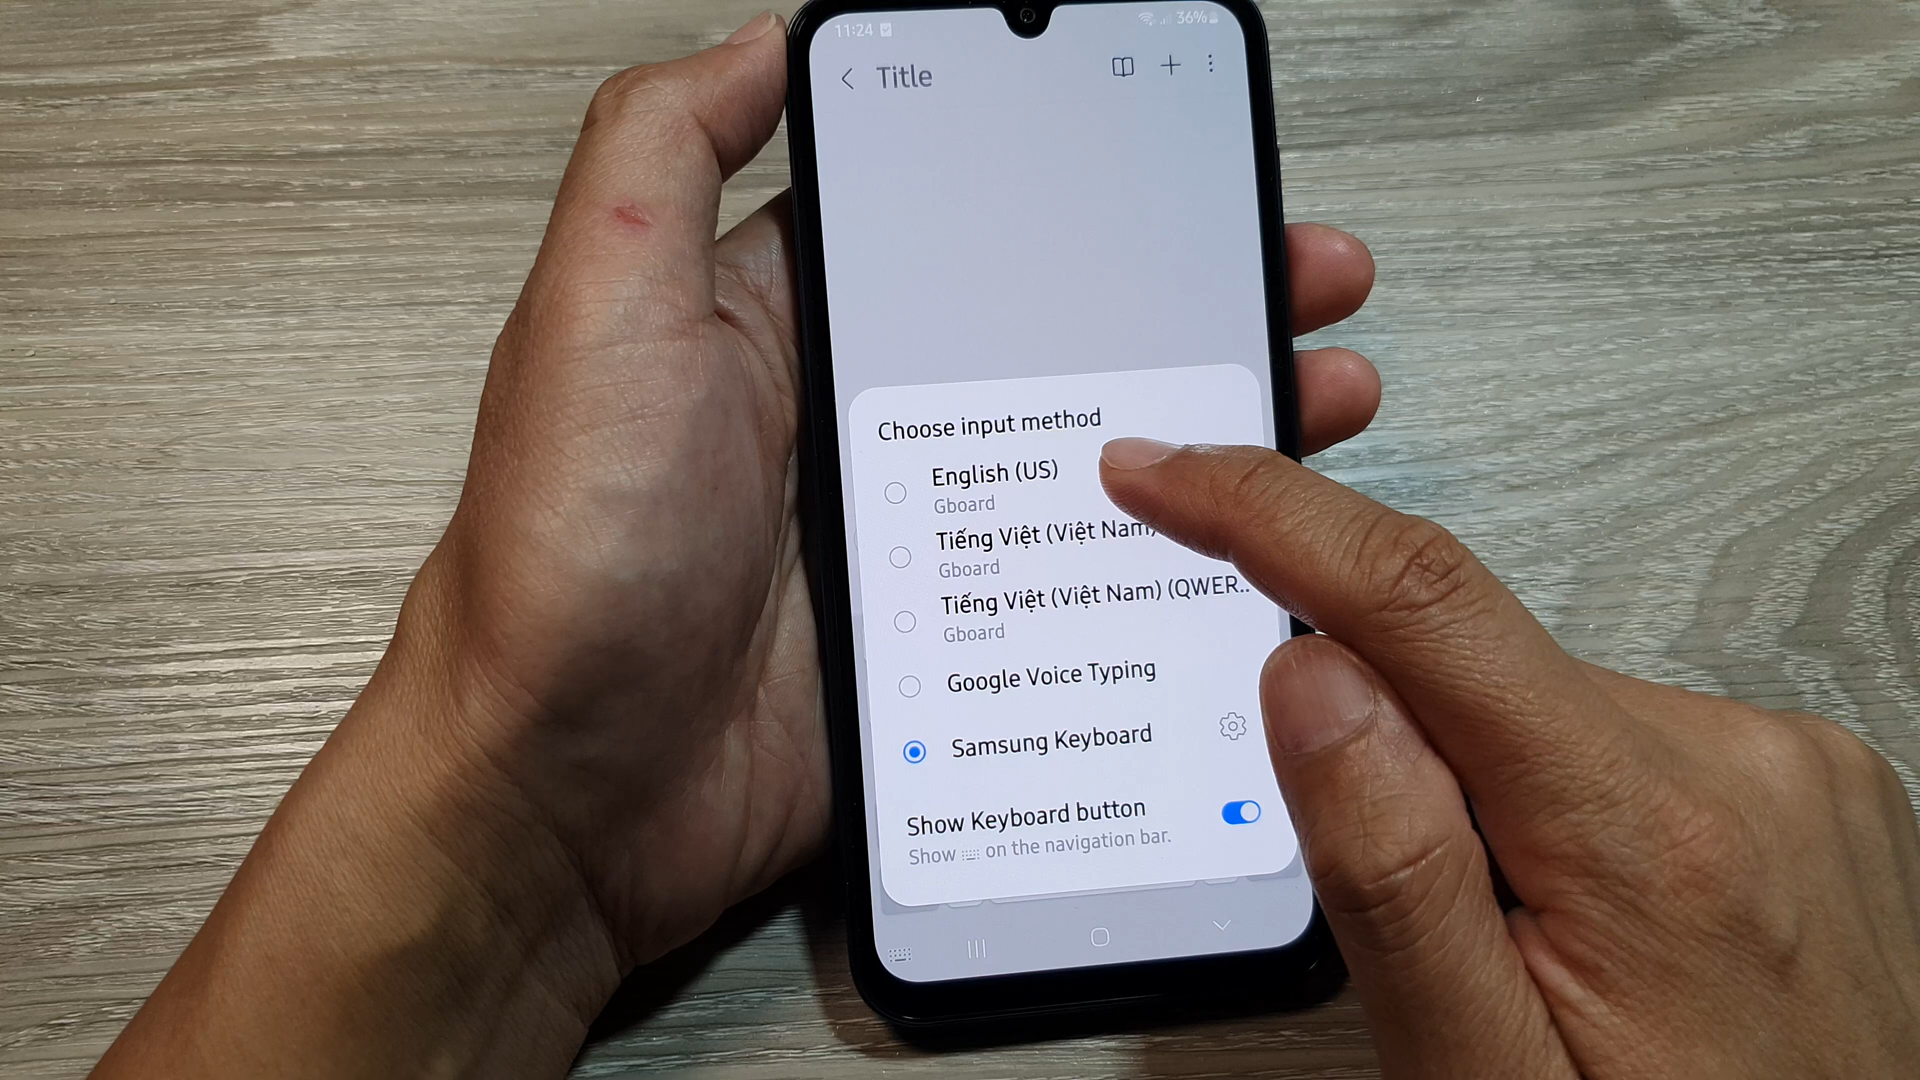 11:24
36%
Title
Choose input method
English (US)
Gboard
Tiếng Việt (Việt Nam)
Gboard
Tiếng Việt (Việt Nam) (QWER..
Gboard
Google Voice Typing
Samsung Keyboard
Show Keyboard button
Show on the navigation bar.